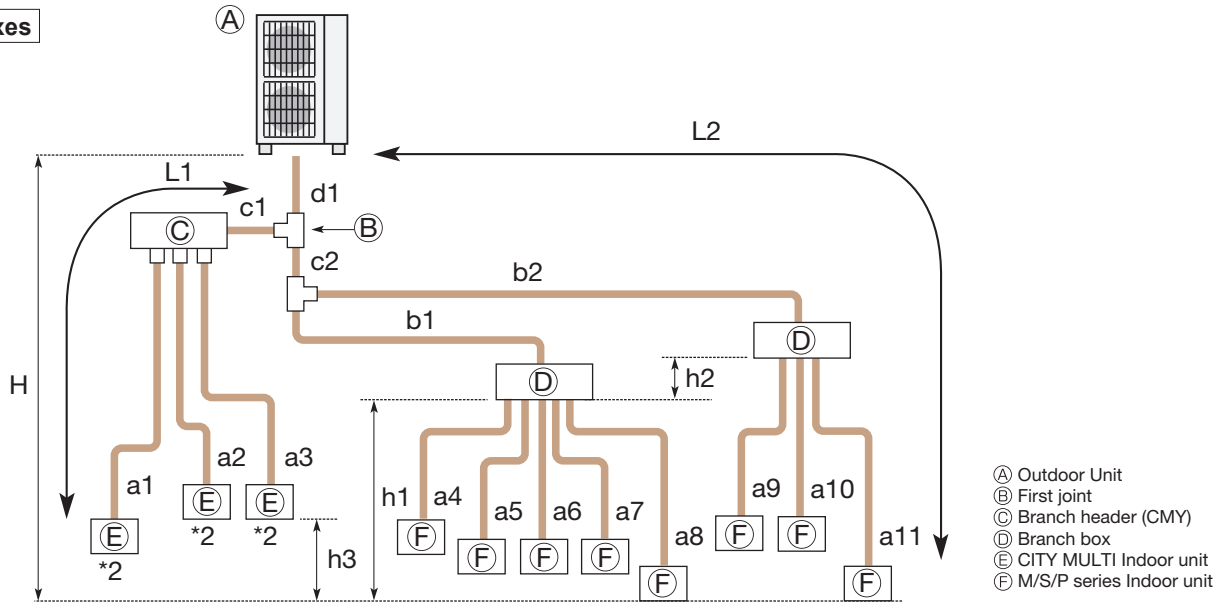 xes
Ⓐ
L2
L1
d1
c1
Ⓑ
Ⓒ
c2
b2
b1
Ⓓ
H
Ⓓ
h2
a1
a2
a3
h1
a4
a5
a6
a7
a8
a9
a10
a11
Ⓔ
*2
Ⓔ
*2
Ⓔ
*2
h3
Ⓕ
Ⓕ
Ⓕ
Ⓕ
Ⓕ
Ⓕ
Ⓕ
Ⓕ
Ⓐ Outdoor Unit
Ⓑ First joint
Ⓒ Branch header (CMY)
Ⓓ Branch box
Ⓔ CITY MULTI Indoor unit
Ⓕ M/S/P series Indoor unit